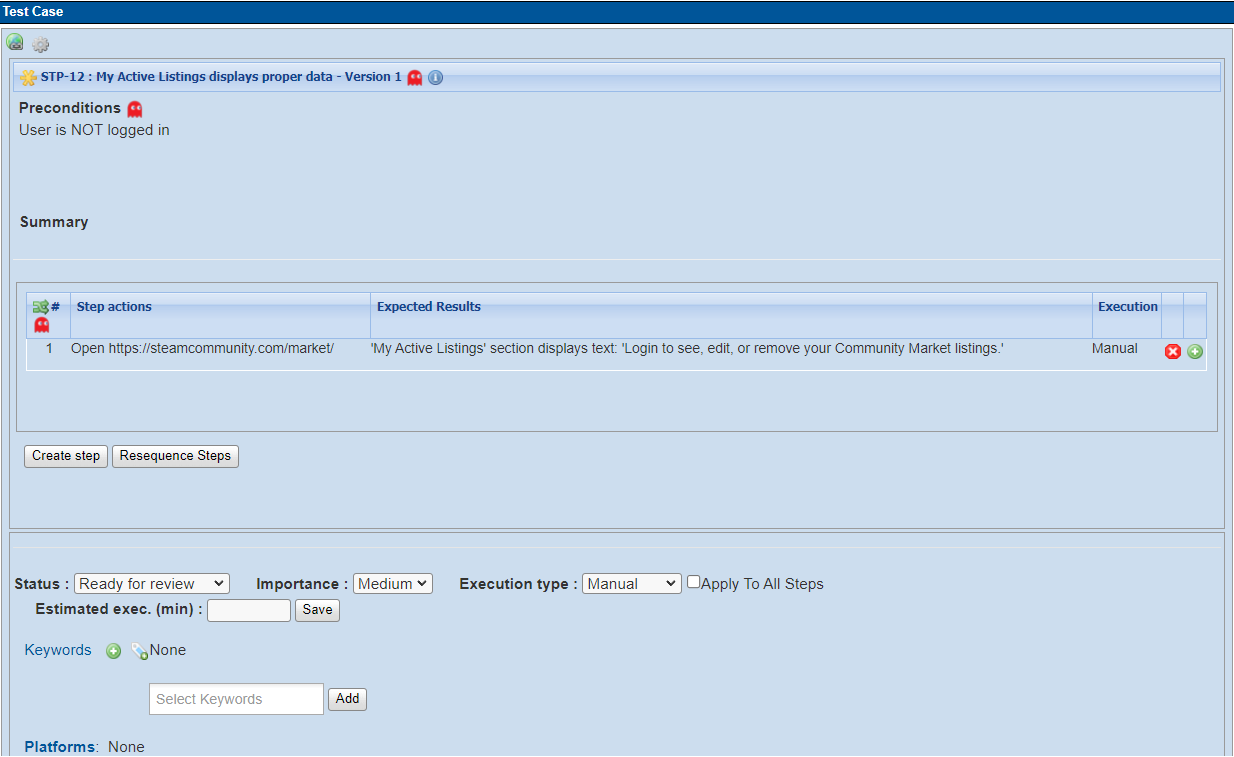 Test Case
STP-12 : My Active Listings displays proper data - Version 1
Preconditions
User is NOT logged in
Summary
# Step actions Expected Results Execution
1 Open https://steamcommunity.com/market/ 'My Active Listings' section displays text: 'Login to see, edit, or remove your Community Market listings.' Manual
Create step Resequence Steps
Status : Ready for review Importance : Medium Execution type : Manual Apply To All Steps
Estimated exec. (min) : Save
Keywords None
Select Keywords Add
Platforms: None